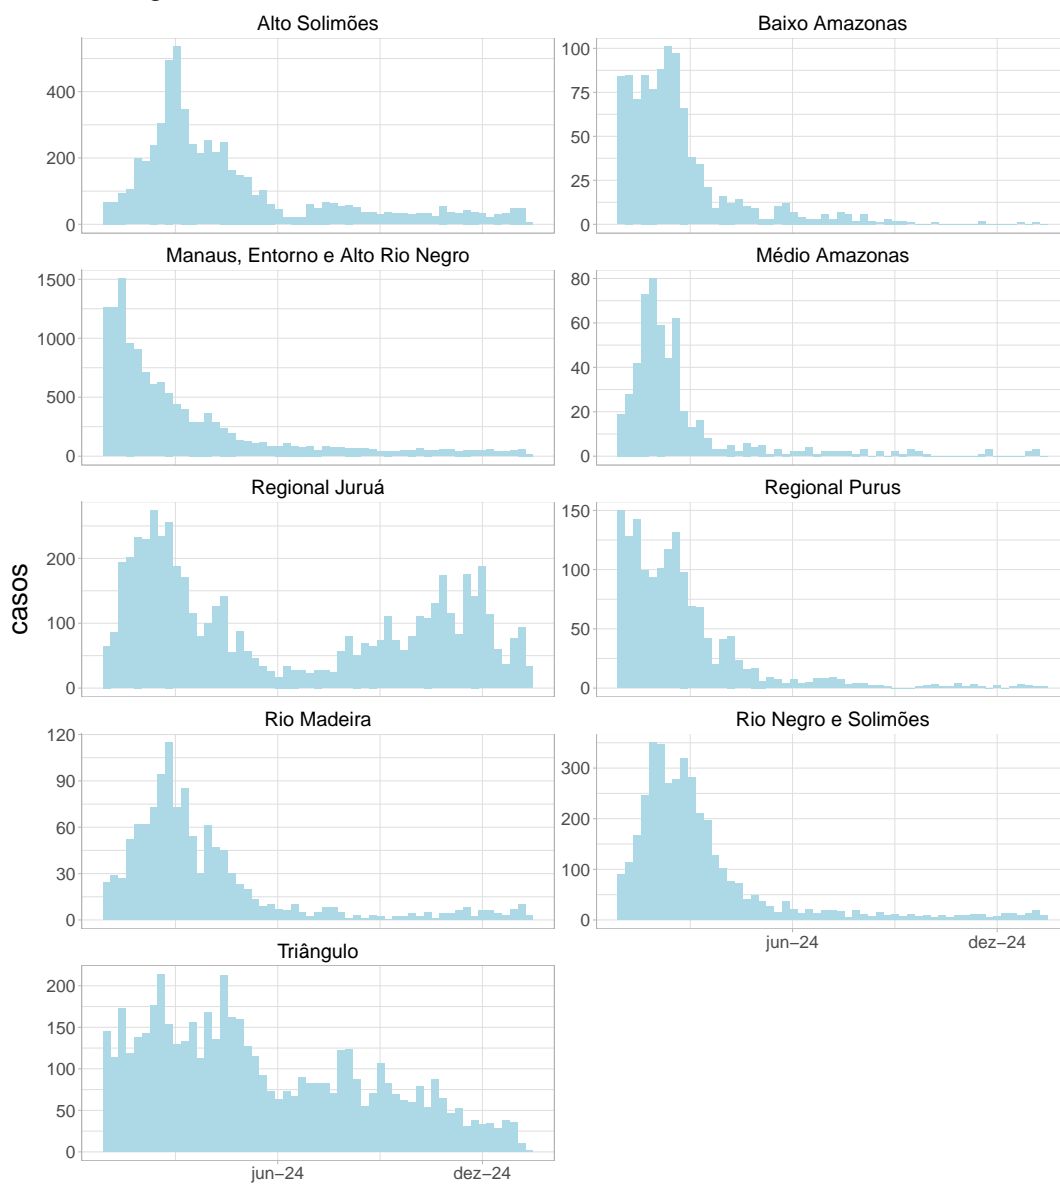 Alto Solimões
Baixo Amazonas
400
200
0
100
75
50
25
0
Manaus, Entorno e Alto Rio Negro
Médio Amazonas
1500
1000
500
0
80
60
40
20
0
Regional Juruá
Regional Purus
200
100
0
150
100
50
0
casos
Rio Madeira
Rio Negro e Solimões
120
90
60
30
0
300
200
100
0
jun−24
dez−24
Triângulo
200
150
100
50
0
jun−24
dez−24